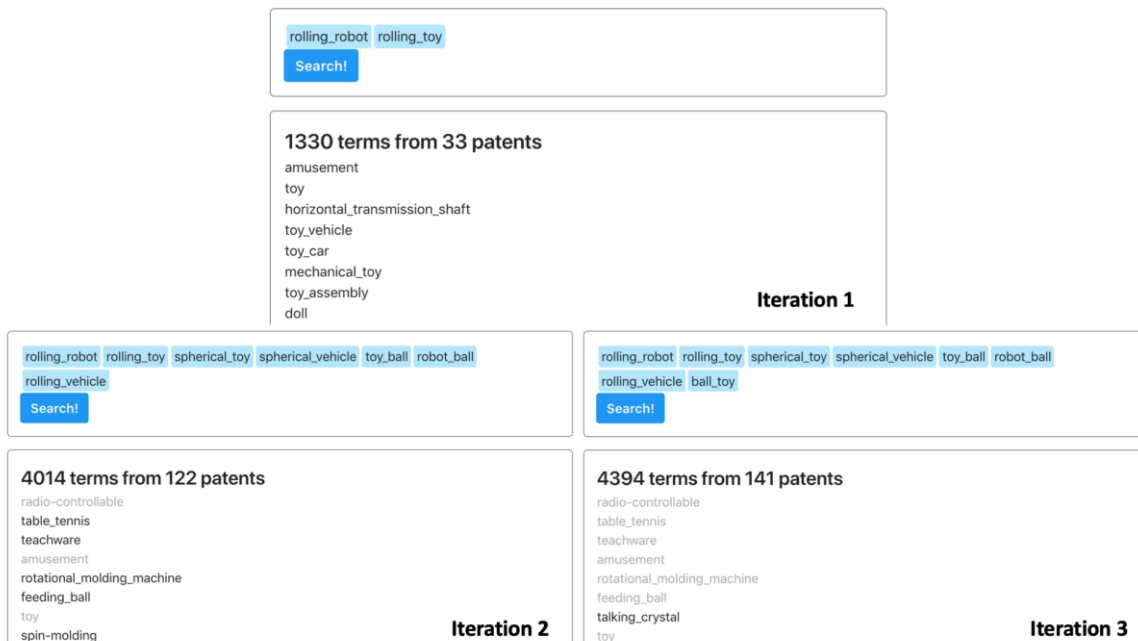 rolling_robot rolling_toy
Search!
1330 terms from 33 patents
amusement
toy
horizontal_transmission_shaft
toy_vehicle
toy_car
mechanical_toy
toy_assembly
doll
Iteration 1
rolling_robot rolling_toy spherical_toy spherical_vehicle toy_ball robot_ball
rolling_vehicle
Search!
4014 terms from 122 patents
radio-controllable
table_tennis
teachware
amusement
rotational_molding_machine
feeding_ball
toy
spin-molding
Iteration 2
rolling_robot rolling_toy spherical_toy spherical_vehicle toy_ball robot_ball
rolling_vehicle ball_toy
Search!
4394 terms from 141 patents
radio-controllable
table_tennis
teachware
amusement
rotational_molding_machine
feeding_ball
talking_crystal
toy
Iteration 3